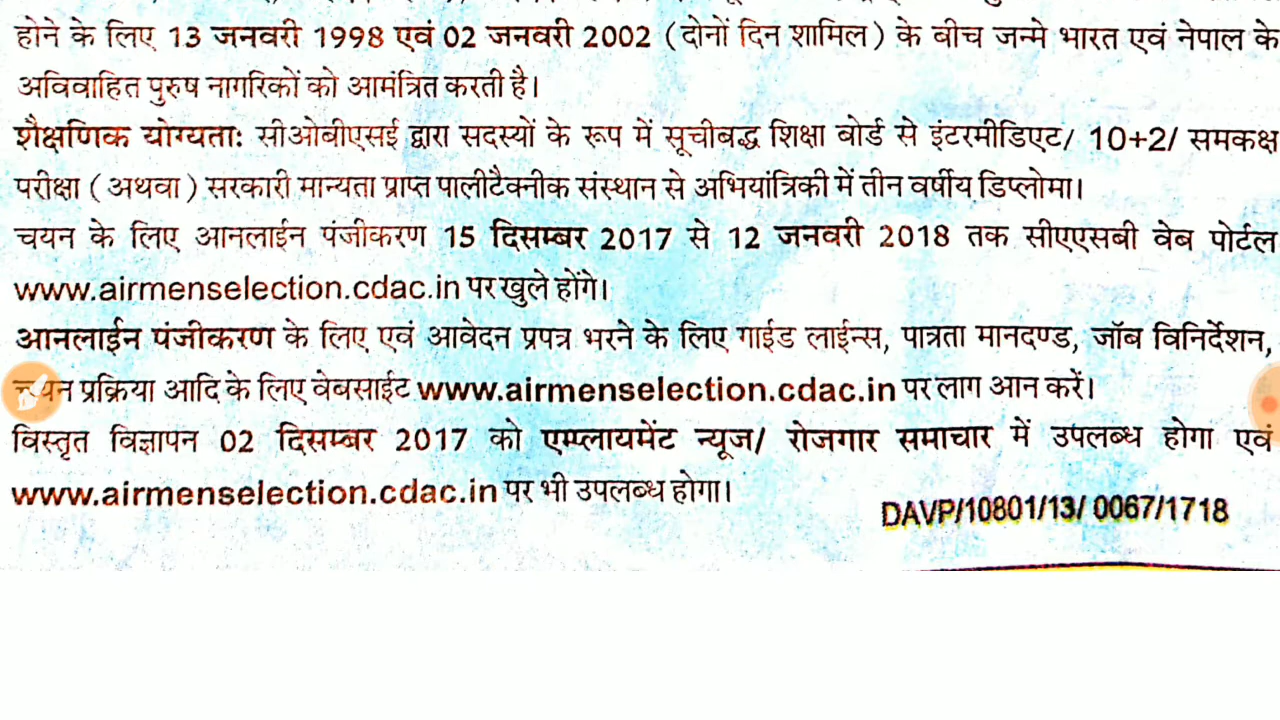 होने के लिए 13 जनवरी 1998 एवं 02 जनवरी 2002 (दोनों दिन शामिल) के बीच जन्मे भारत एवं नेपाल के
अविवाहित पुरुष नागरिकों को आमंत्रित करती है।
शैक्षणिक योग्यताः सीओबीएसई द्वारा सदस्यों के रूप में सूचीबद्ध शिक्षा बोर्ड से इंटरमीडिएट/ 10+2/ समकक्ष
परीक्षा (अथवा) सरकारी मान्यता प्राप्त पालीटैक्नीक संस्थान से अभियांत्रिकी में तीन वर्षीय डिप्लोमा।
चयन के लिए आनलाईन पंजीकरण 15 दिसम्बर 2017 से 12 जनवरी 2018 तक सीएएसबी वेब पोर्टल
www.airmenselection.cdac.in पर खुले होंगे।
आनलाईन पंजीकरण के लिए एवं आवेदन प्रपत्र भरने के लिए गाईड लाईन्स, पात्रता मानदण्ड, जॉब विनिर्देशन,
चयन प्रक्रिया आदि के लिए वेबसाईट www.airmenselection.cdac.in पर लाग आन करें।
विस्तृत विज्ञापन 02 दिसम्बर 2017 को एम्प्लायमेंट न्यूज/ रोजगार समाचार में उपलब्ध होगा एवं
www.airmenselection.cdac.in पर भी उपलब्ध होगा।
DAVP/10801/13/ 0067/1718